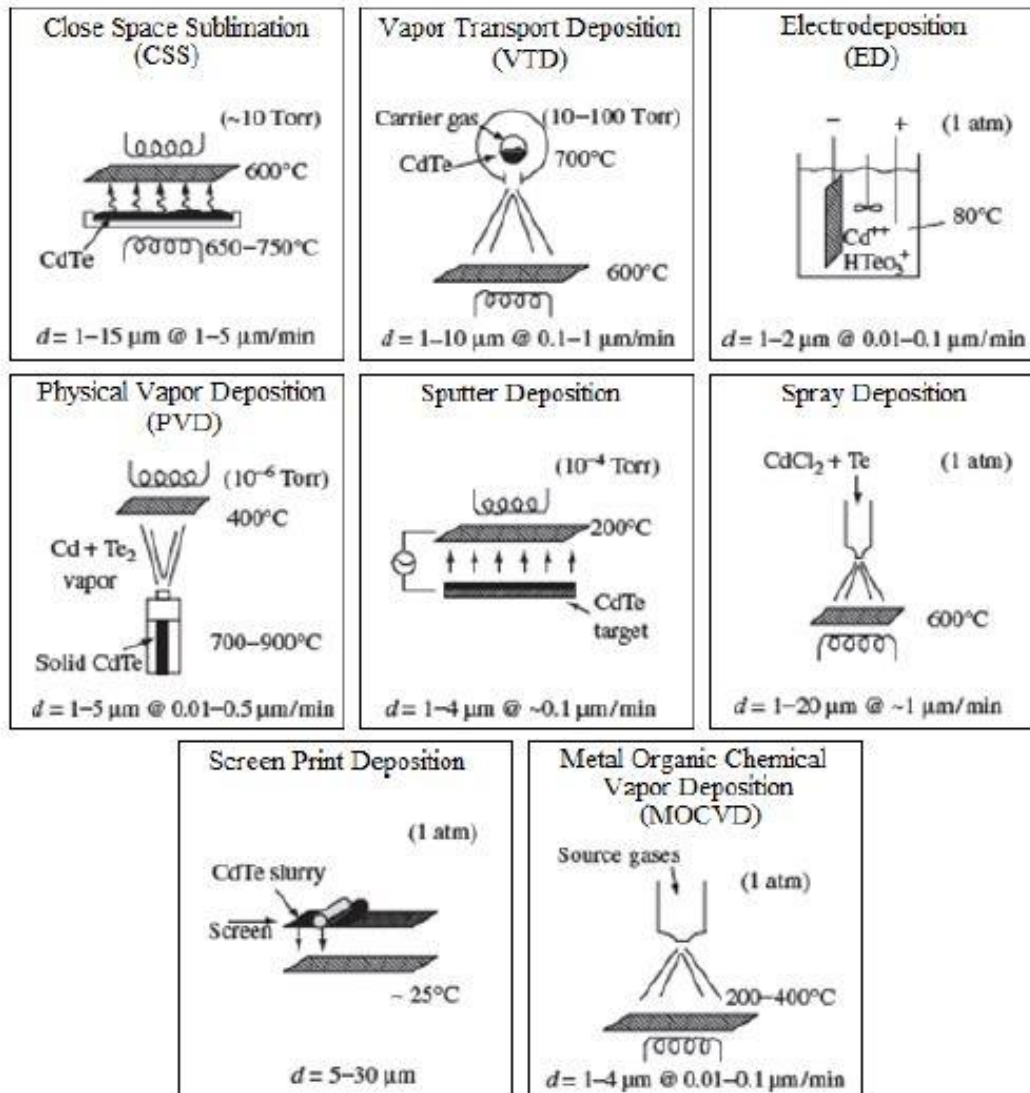 Close Space Sublimation
(CSS)
(~10 Torr)
600°C
CdTe
650–750°C
d = 1–15 µm @ 1–5 µm/min
Vapor Transport Deposition
(VTD)
Carrier gas
(10–100 Torr)
CdTe
700°C
600°C
d = 1–10 µm @ 0.1–1 µm/min
Electrodeposition
(ED)
– +
(1 atm)
80°C
Cd⁺⁺
HTeO₃⁺
d = 1–2 µm @ 0.01–0.1 µm/min
Physical Vapor Deposition
(PVD)
(10⁻⁶ Torr)
400°C
Cd + Te₂
vapor
700–900°C
Solid CdTe
d = 1–5 µm @ 0.01–0.5 µm/min
Sputter Deposition
(10⁻⁴ Torr)
200°C
CdTe
target
d = 1–4 µm @ ~0.1 µm/min
Spray Deposition
CdCl₂ + Te
(1 atm)
600°C
d = 1–20 µm @ ~1 µm/min
Screen Print Deposition
(1 atm)
CdTe slurry
Screen
~ 25°C
d = 5–30 µm
Metal Organic Chemical
Vapor Deposition
(MOCVD)
Source gases
(1 atm)
200–400°C
d = 1–4 µm @ 0.01–0.1 µm/min